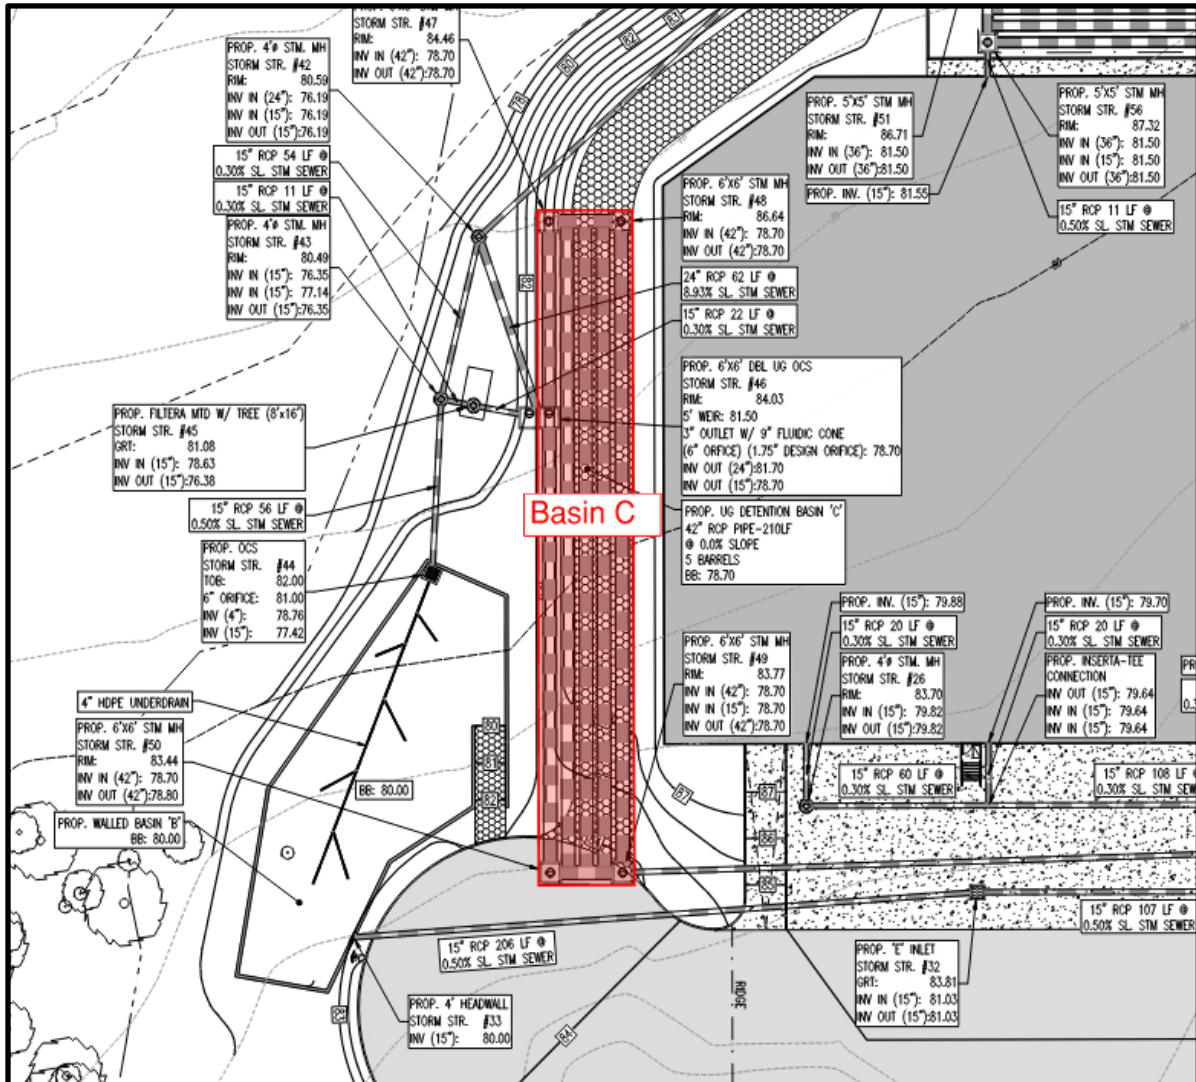 STORM STR. #47
RIM: 84.46
INV IN (42"): 78.70
INV OUT (42"):78.70
PROP. 4'ø STM. MH
STORM STR. #42
RIM: 80.59
INV IN (24"): 76.19
INV IN (15"): 76.19
INV OUT (15"):76.19
15" RCP 54 LF @
0.30% SL. STM SEWER
15" RCP 11 LF @
0.30% SL. STM SEWER
PROP. 4'ø STM. MH
STORM STR. #43
RIM: 80.49
INV IN (15"): 76.35
INV IN (15"): 77.14
INV OUT (15"):76.35
83
82
80
78
82
PROP. 5'X5' STM MH
STORM STR. #51
RIM: 86.71
INV IN (36"): 81.50
INV OUT (36"):81.50
PROP. INV. (15"): 81.55
PROP. 5'X5' STM MH
STORM STR. #56
RIM: 87.32
INV IN (36"): 81.50
INV IN (15"): 81.50
INV OUT (36"):81.50
15" RCP 11 LF @
0.50% SL. STM SEWER
PROP. 6'X6' STM MH
STORM STR. #48
RIM: 86.64
INV IN (42"): 78.70
INV OUT (42"):78.70
24" RCP 62 LF @
8.93% SL. STM SEWER
15" RCP 22 LF @
0.30% SL. STM SEWER
PROP. 6'X6' DBL UG OCS
STORM STR. #46
RIM: 84.03
5' WEIR: 81.50
3" OUTLET W/ 9" FLUIDIC CONE
(6" ORFICE) (1.75" DESIGN ORIFICE): 78.70
INV OUT (24"):81.70
INV OUT (15"):78.70
PROP. FILTERA MTD W/ TREE (8'x16')
STORM STR. #45
GRT: 81.08
INV IN (15"): 78.63
INV OUT (15"):76.38
15" RCP 56 LF @
0.50% SL. STM SEWER
Basin C
PROP. UG DETENTION BASIN 'C'
42" RCP PIPE-210LF
@ 0.0% SLOPE
5 BARRELS
BB: 78.70
PROP. OCS
STORM STR. #44
TOB: 82.00
6" ORIFICE: 81.00
INV (4"): 78.76
INV (15"): 77.42
PROP. INV. (15"): 79.88
15" RCP 20 LF @
0.30% SL. STM SEWER
PROP. 4'ø STM. MH
STORM STR. #26
RIM: 83.70
INV IN (15"): 79.82
INV OUT (15"):79.82
PROP. INV. (15"): 79.70
15" RCP 20 LF @
0.30% SL. STM SEWER
PROP. INSERTA-TEE
CONNECTION
INV OUT (15"): 79.64
INV IN (15"): 79.64
INV IN (15"): 79.64
PROP. 6'X6' STM MH
STORM STR. #49
RIM: 83.77
INV IN (42"): 78.70
INV IN (15"): 78.70
INV OUT (42"):78.70
4" HDPE UNDERDRAIN
PROP. 6'X6' STM MH
STORM STR. #50
RIM: 83.44
INV IN (42"): 78.70
INV OUT (42"):78.80
PROP. WALLED BASIN 'B'
BB: 80.00
BB: 80.00
80
81
82
87
87
86
85
15" RCP 60 LF @
0.30% SL. STM SEWER
15" RCP 108 LF
0.30% SL. STM SEWER
15" RCP 107 LF @
0.50% SL. STM SEWER
15" RCP 206 LF @
0.50% SL. STM SEWER
PROP. 'E' INLET
STORM STR. #32
GRT: 83.81
INV IN (15"): 81.03
INV OUT (15"):81.03
PROP. 4' HEADWALL
STORM STR. #33
INV (15"): 80.00
83
84
RIDGE